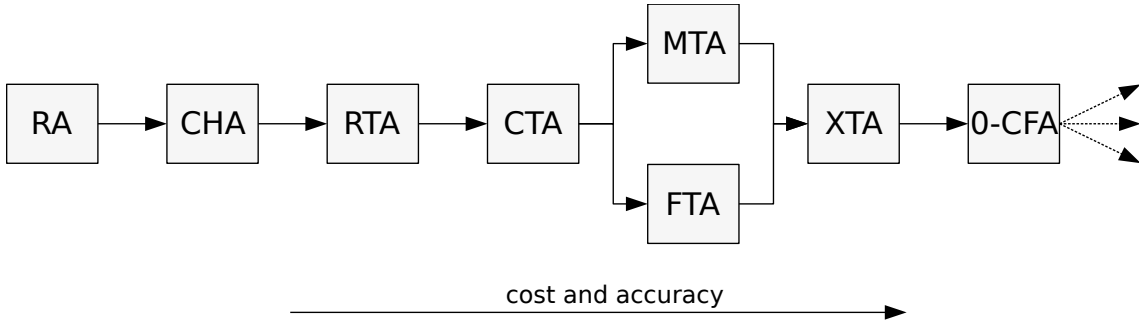 MTA
RA
CHA
RTA
CTA
XTA
0-CFA
FTA
cost and accuracy